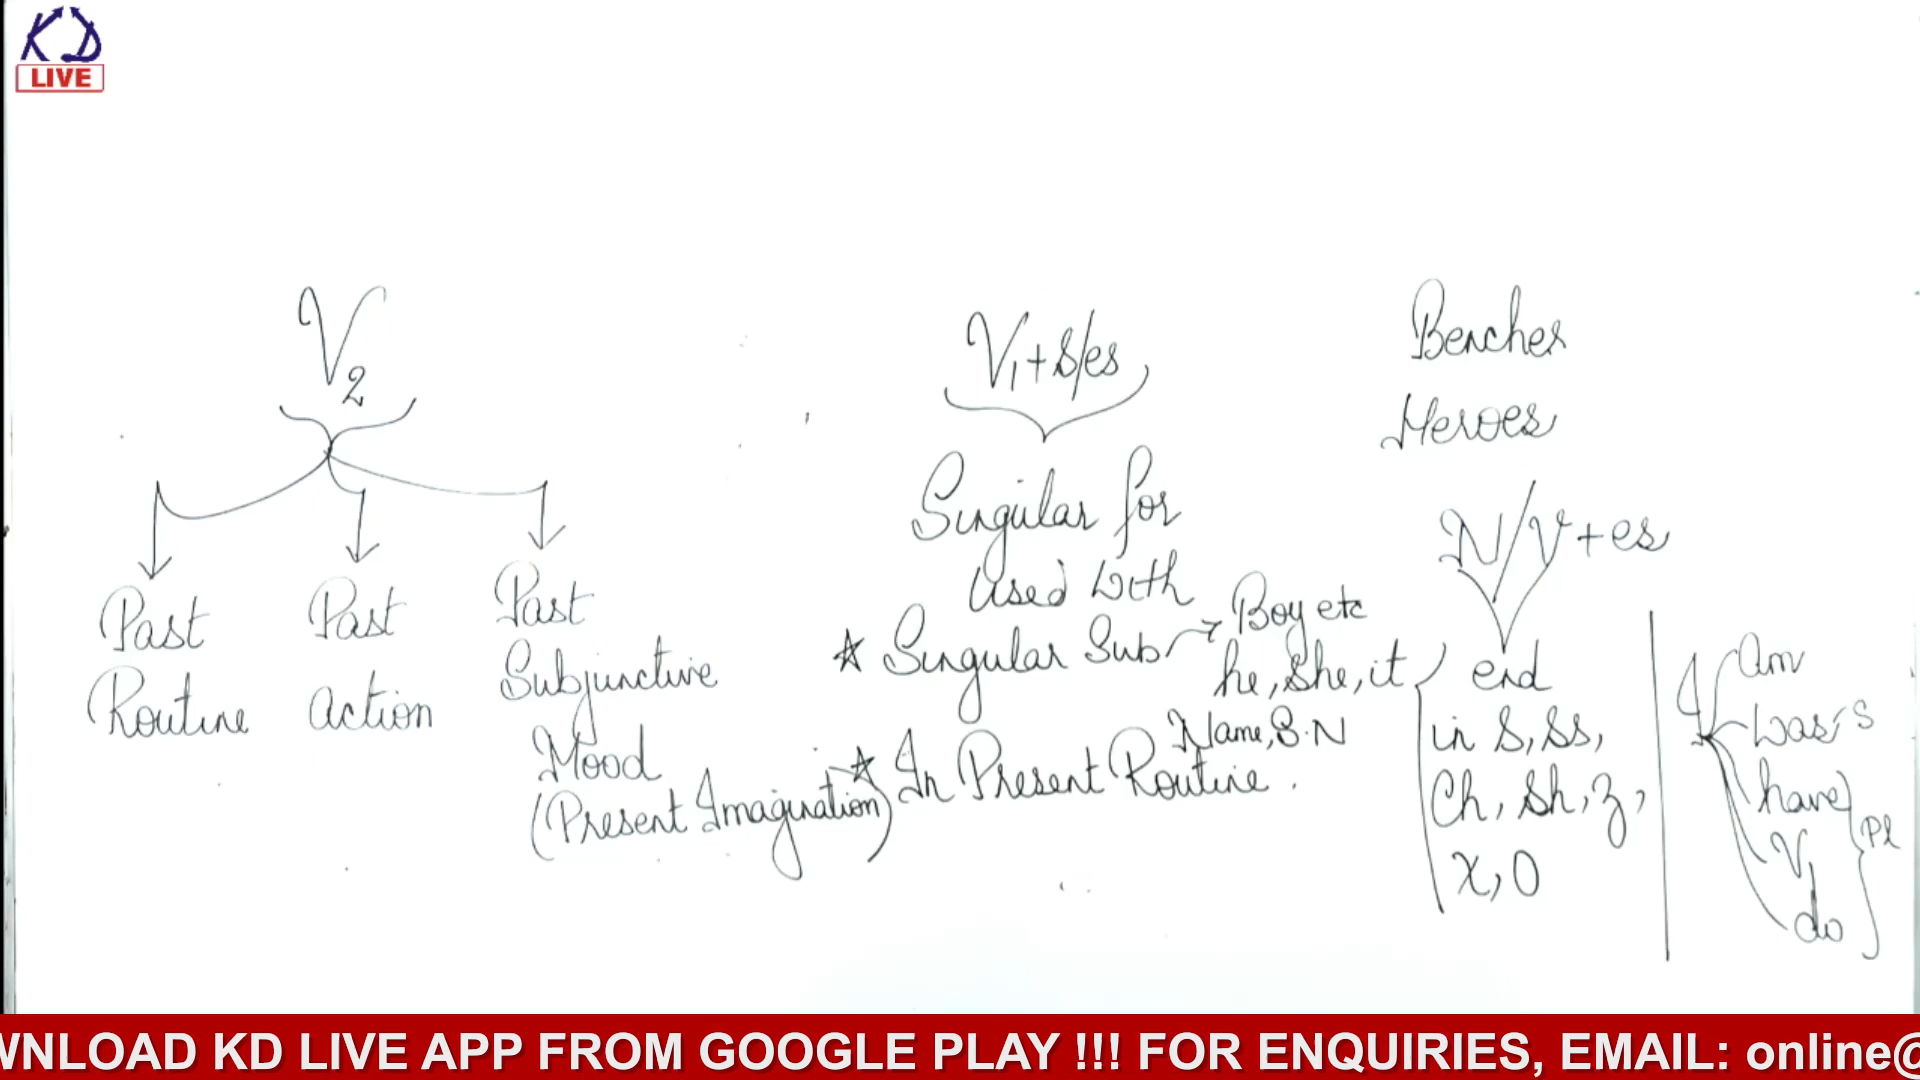 KD
LIVE
V2
Past
Routine
Past
action
Past
Subjunctive
Mood
(Present Imagination)
V1+s/es
Singular for
Used with
★ Singular Sub → Boy etc
he, she, it
Name, S.N
★ In Present Routine.
Benches
Heroes
N/V+es
end
in S, SS,
Ch, Sh, z,
x, O
I
Am
Was-S
have
V1
do
Pl
WNLOAD KD LIVE APP FROM GOOGLE PLAY !!! FOR ENQUIRIES, EMAIL: online@